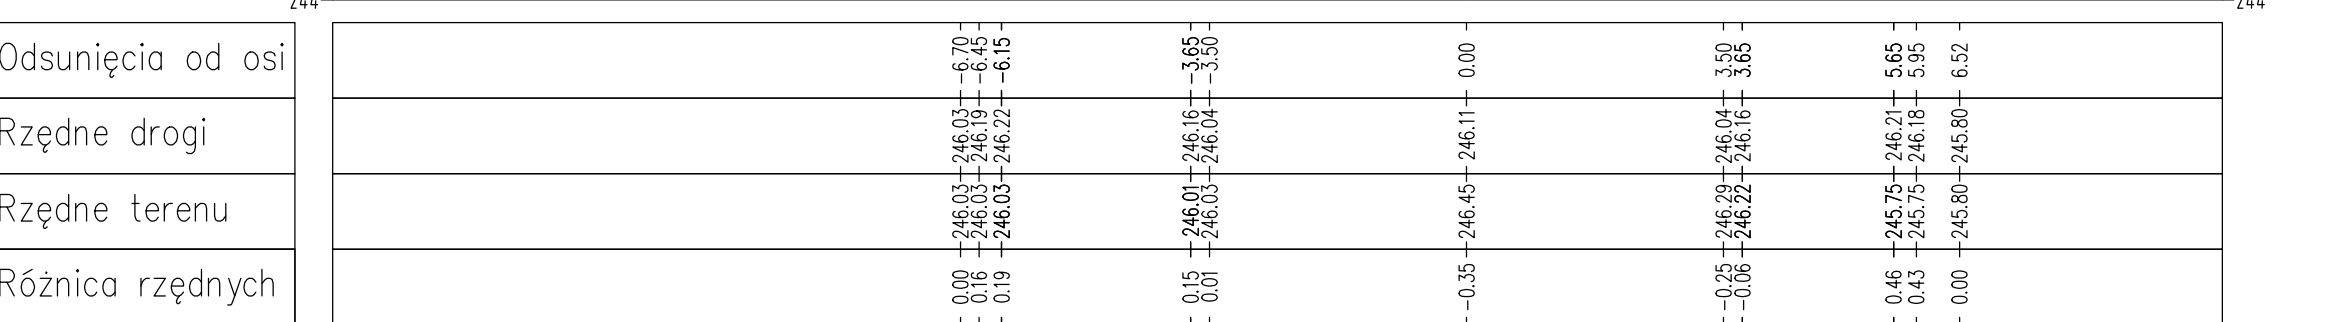 244 244
Odsunięcia od osi -6.70 -6.45 -6.15 -3.65 -3.50 0.00 3.50 3.65 5.65 5.95 6.52
Rzędne drogi 246.03 246.19 246.22 246.16 246.04 246.11 246.04 246.16 246.21 246.18 245.80
Rzędne terenu 246.03 246.03 246.03 246.01 246.03 246.45 246.29 246.22 245.75 245.75 245.80
Różnica rzędnych 0.00 0.16 0.19 0.15 0.01 -0.35 -0.25 -0.06 0.46 0.43 0.00